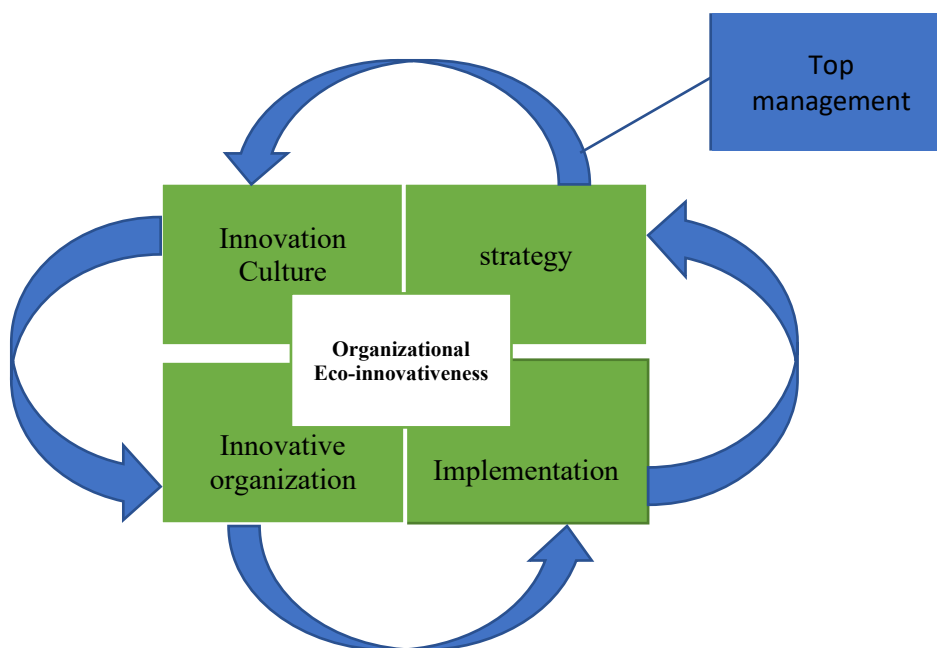 Top
management
Innovation
Culture
strategy
Organizational
Eco-innovativeness
Innovative
organization
Implementation